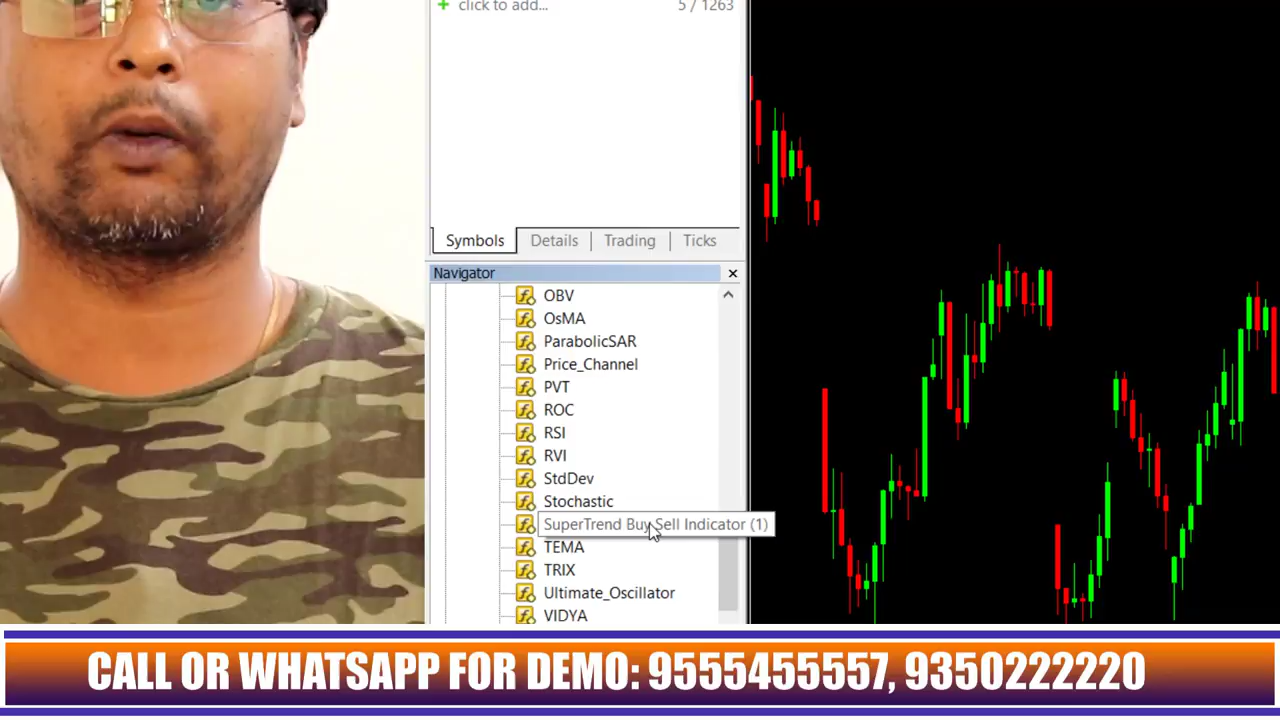 click to add...
5 / 1263
Symbols
Details
Trading
Ticks
Navigator
OBV
OsMA
ParabolicSAR
Price_Channel
PVT
ROC
RSI
RVI
StdDev
Stochastic
SuperTrend Buy Sell Indicator (1)
TEMA
TRIX
Ultimate_Oscillator
VIDYA
CALL OR WHATSAPP FOR DEMO: 9555455557, 9350222220